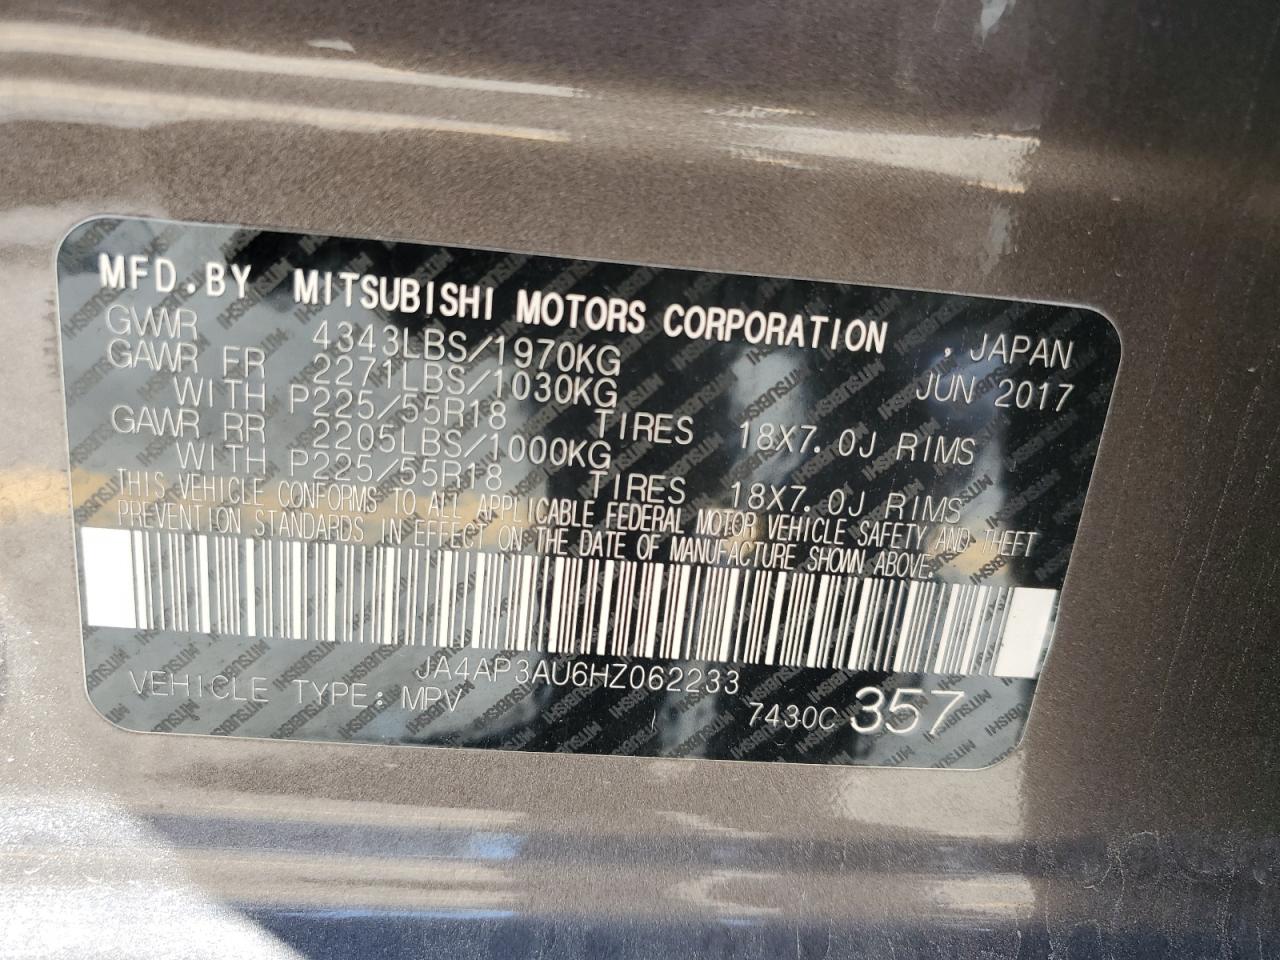 MFD.BY MITSUBISHI MOTORS CORPORATION , JAPAN
GVWR 4343LBS/1970KG JUN 2017
GAWR FR 2271LBS/1030KG
WITH P225/55R18 TIRES 18X7.0J RIMS
GAWR RR 2205LBS/1000KG
WITH P225/55R18 TIRES 18X7.0J RIMS
THIS VEHICLE CONFORMS TO ALL APPLICABLE FEDERAL MOTOR VEHICLE SAFETY AND THEFT
PREVENTION STANDARDS IN EFFECT ON THE DATE OF MANUFACTURE SHOWN ABOVE.
JA4AP3AU6HZ062233
VEHICLE TYPE: MPV 7430C 357